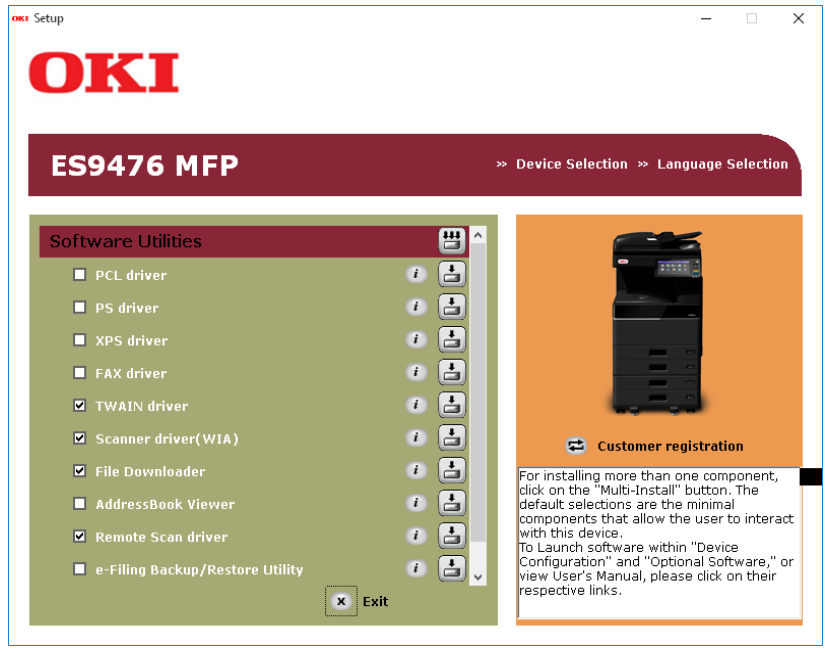 OKI Setup
OKI
ES9476 MFP
» Device Selection » Language Selection
Software Utilities
PCL driver
PS driver
XPS driver
FAX driver
TWAIN driver
Scanner driver(WIA)
File Downloader
AddressBook Viewer
Remote Scan driver
e-Filing Backup/Restore Utility
Exit
Customer registration
For installing more than one component,
click on the "Multi-Install" button. The
default selections are the minimal
components that allow the user to interact
with this device.
To Launch software within "Device
Configuration" and "Optional Software," or
view User's Manual, please click on their
respective links.